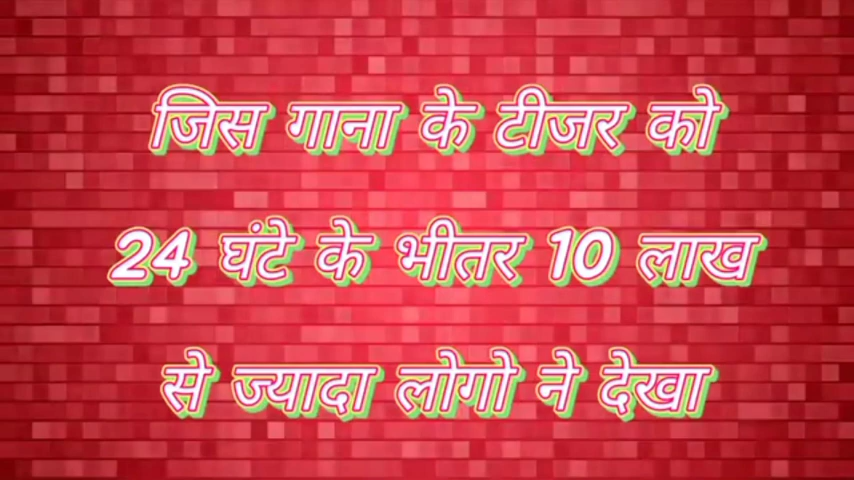 जिस गाना के टीजर को
24 घंटे के भीतर 10 लाख
से ज्यादा लोगो ने देखा